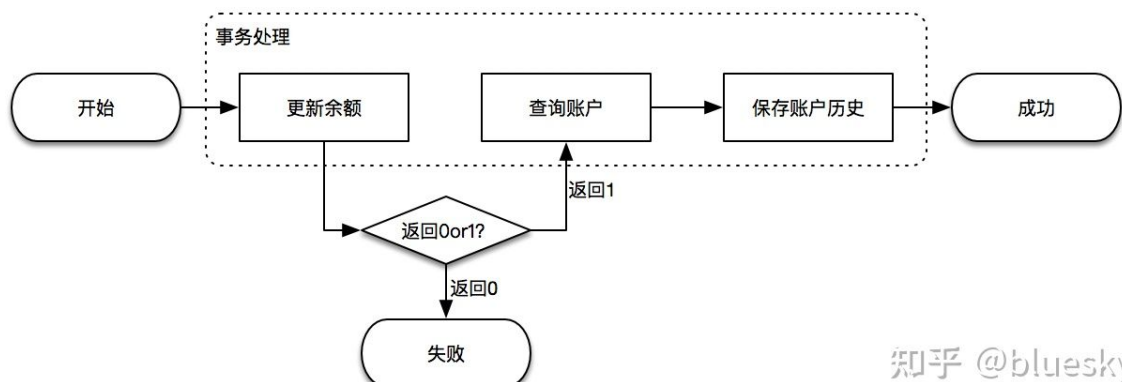 事务处理
开始
更新余额
查询账户
保存账户历史
成功
返回1
返回0or1?
返回0
失败
知乎 @bluesky